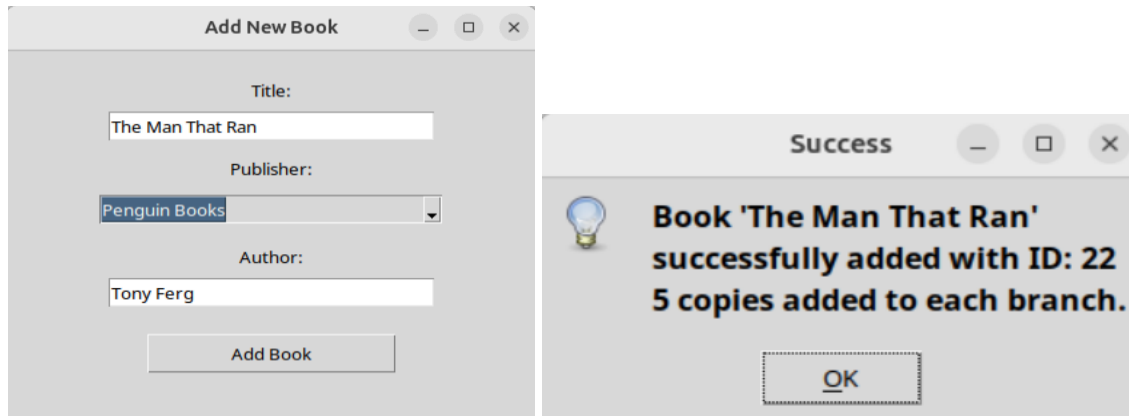 Add New Book
Title:
The Man That Ran
Publisher:
Penguin Books
Author:
Tony Ferg
Add Book
Success
Book 'The Man That Ran'
successfully added with ID: 22
5 copies added to each branch.
OK